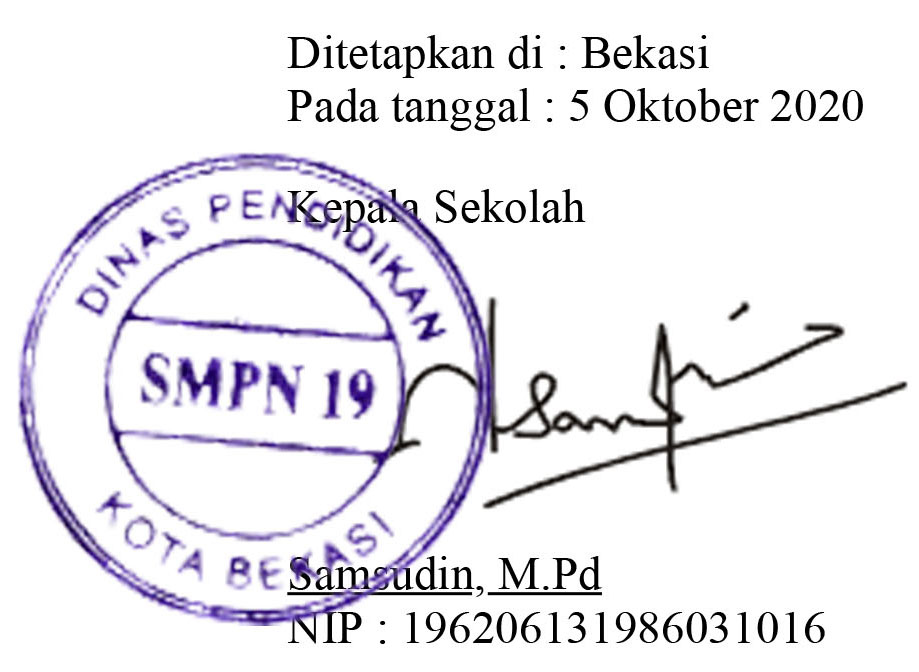 Ditetapkan di : Bekasi
Pada tanggal : 5 Oktober 2020
Kepala Sekolah
DINAS PENDIDIKAN
SMPN 19
KOTA BEKASI
Samsudin, M.Pd
NIP : 196206131986031016